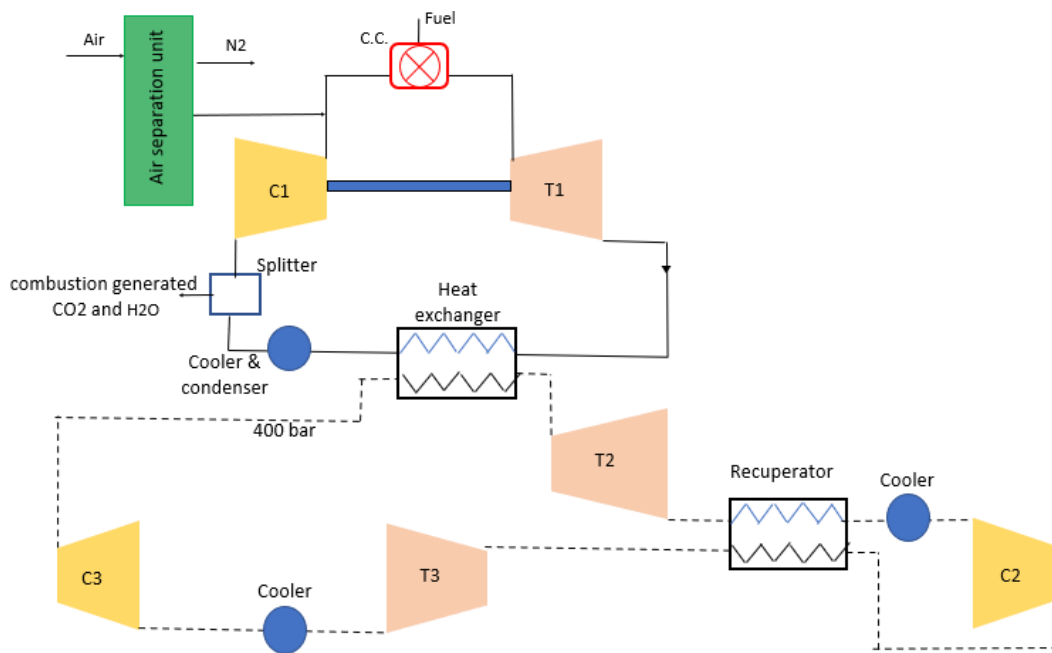 Fuel
C.C.
Air
N2
Air separation unit
C1
T1
Splitter
combustion generated
CO2 and H2O
Heat
exchanger
Cooler &
condenser
400 bar
T2
Recuperator
Cooler
C3
T3
C2
Cooler